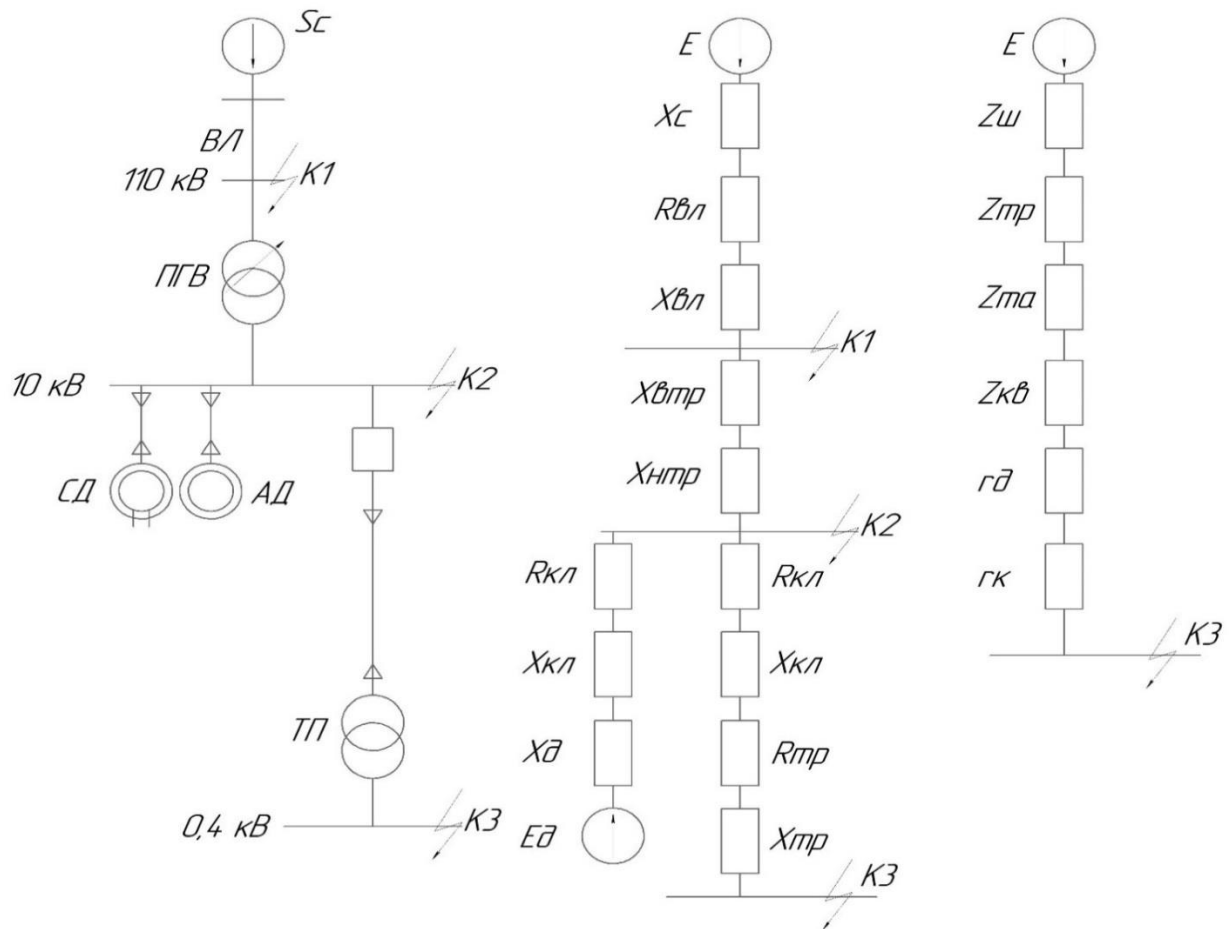 Sc
ВЛ
110 кВ
К1
ПГВ
10 кВ
К2
СД
АД
ТП
0,4 кВ
К3
E
Xc
Rвл
Xвл
К1
Xвтр
Xнтр
К2
Rкл
Xкл
Xд
Eд
Rкл
Xкл
Rтр
Xтр
К3
E
Zш
Zтр
Zта
Zкв
rд
rк
К3